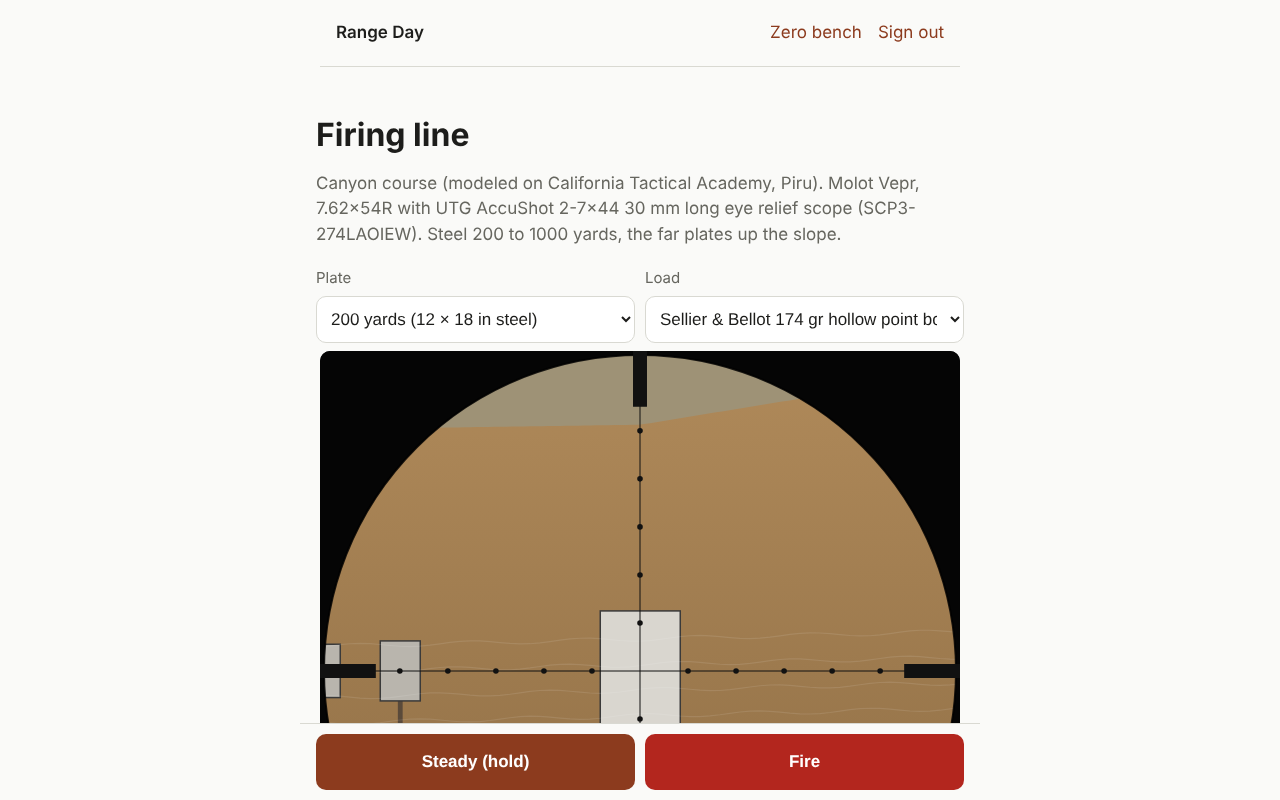 Range Day
Zero bench
Sign out
Firing line
Canyon course (modeled on California Tactical Academy, Piru). Molot Vepr,
7.62×54R with UTG AccuShot 2-7×44 30 mm long eye relief scope (SCP3-
274LAOIEW). Steel 200 to 1000 yards, the far plates up the slope.
Plate
Load
200 yards (12 × 18 in steel)
Sellier & Bellot 174 gr hollow point
Steady (hold)
Fire